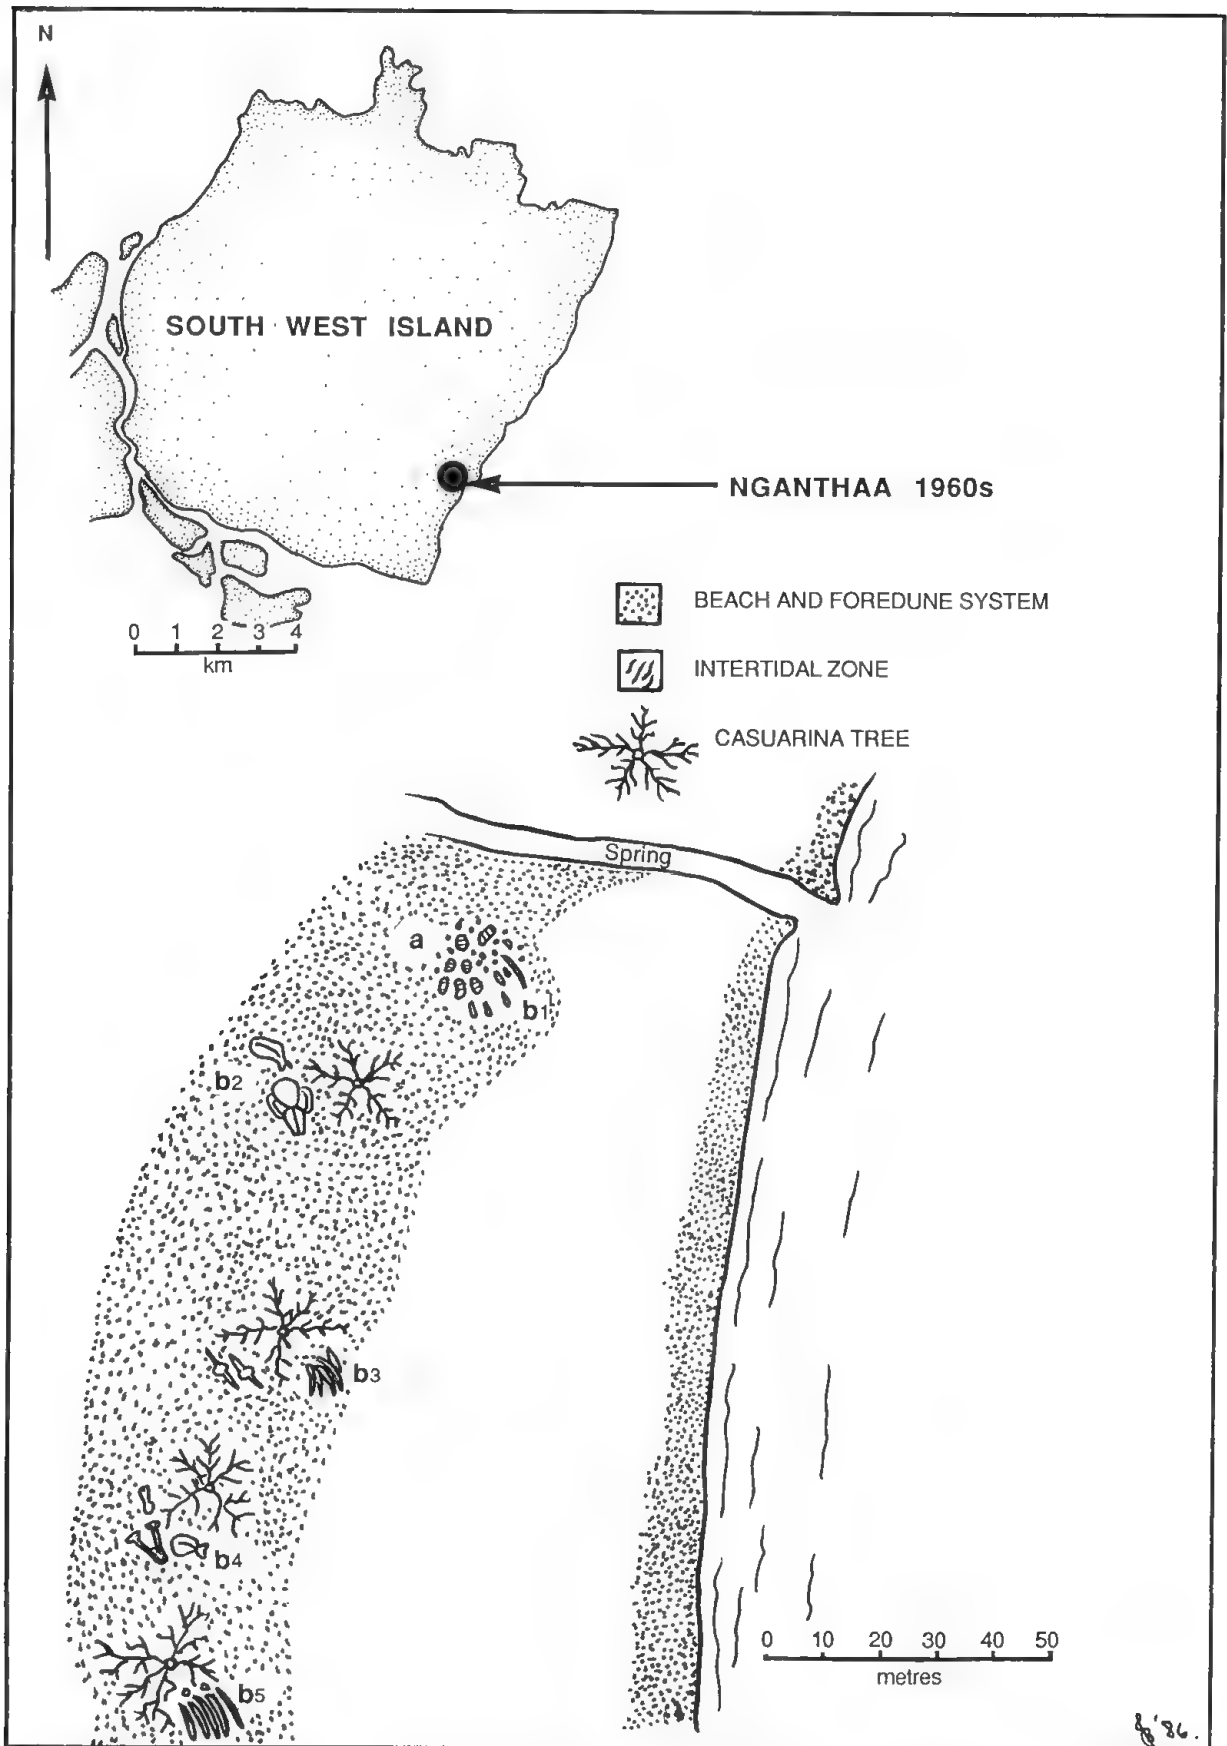 N
SOUTH WEST ISLAND
NGANTHAA 1960s
0 1 2 3 4
km
BEACH AND FOREDUNE SYSTEM
INTERTIDAL ZONE
CASUARINA TREE
Spring
a
b1
b2
b3
b4
b5
0 10 20 30 40 50
metres
'86.